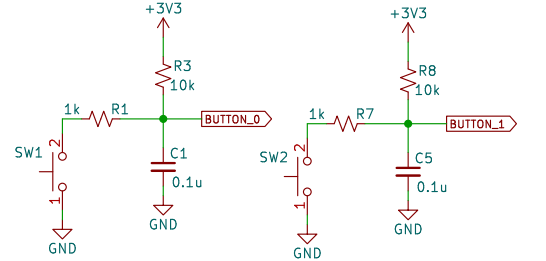 +3V3
R3
10k
1k
R1
BUTTON_0
2
SW1
C1
0.1u
1
GND
GND
+3V3
R8
10k
1k
R7
BUTTON_1
2
SW2
C5
0.1u
1
GND
GND